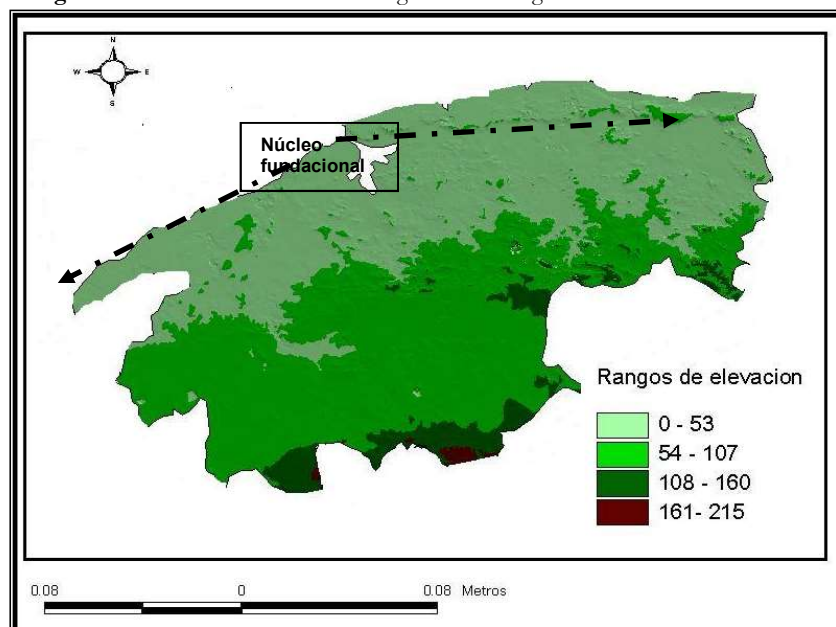 N
W E
S
Núcleo
fundacional
Rangos de elevacion
0 - 53
54 - 107
108 - 160
161- 215
0.08 0 0.08 Metros